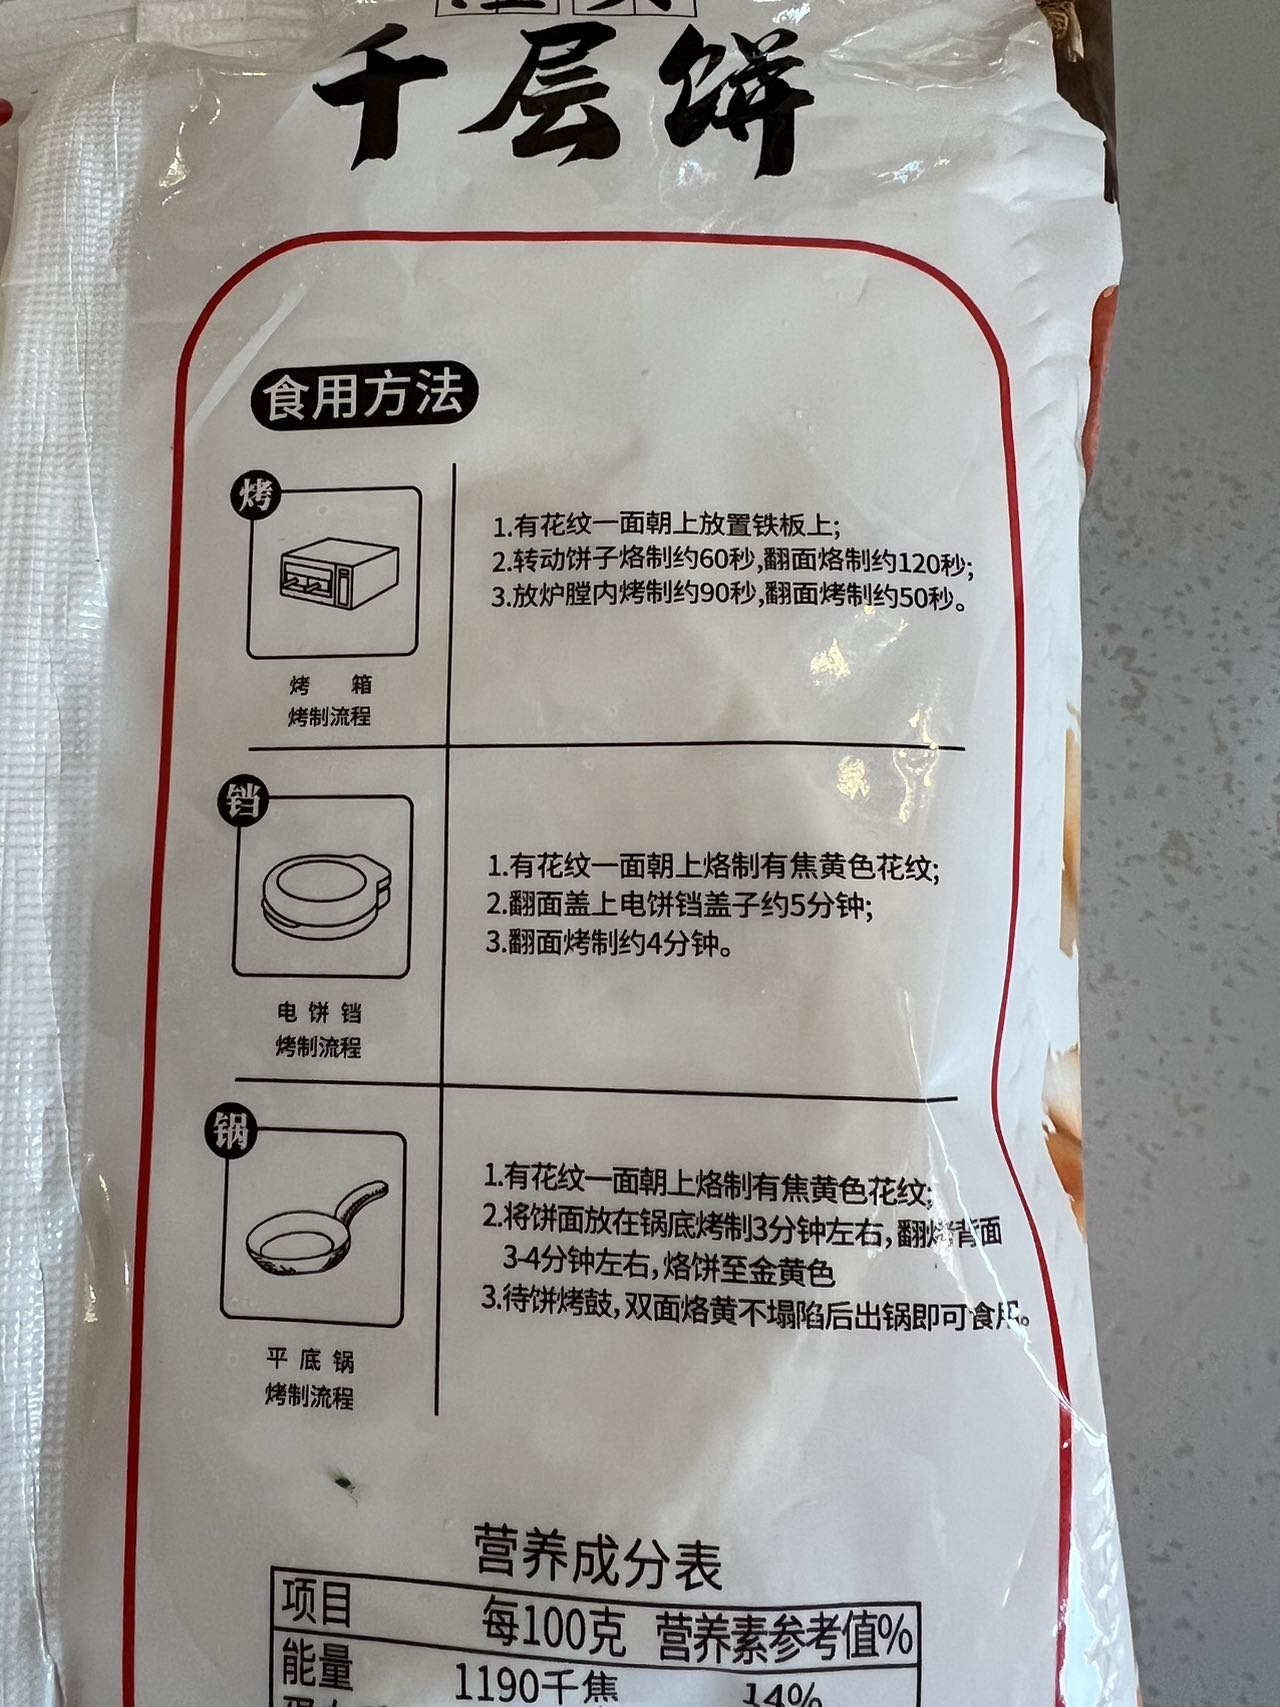 千层饼
食用方法
烤
1.有花纹一面朝上放置铁板上;
2.转动饼子烙制约60秒,翻面烙制约120秒;
3.放炉膛内烤制约90秒,翻面烤制约50秒。
烤 箱
烤制流程
铛
1.有花纹一面朝上烙制有焦黄色花纹;
2.翻面盖上电饼铛盖子约5分钟;
3.翻面烤制约4分钟。
电饼铛
烤制流程
锅
1.有花纹一面朝上烙制有焦黄色花纹;
2.将饼面放在锅底烤制3分钟左右,翻烤背面
3-4分钟左右,烙饼至金黄色
3.待饼烤鼓,双面烙黄不塌陷后出锅即可食用。
平底锅
烤制流程
营养成分表
项目 每100克 营养素参考值%
能量 1190千焦 14%